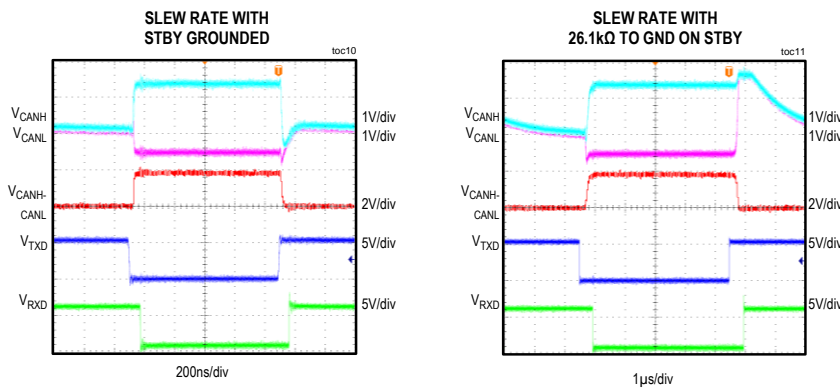 SLEW RATE WITH
STBY GROUNDED
toc10
VCANH
VCANL
VCANH-
CANL
VTXD
VRXD
1V/div
1V/div
2V/div
5V/div
5V/div
200ns/div
SLEW RATE WITH
26.1kΩ TO GND ON STBY
toc11
VCANH
VCANL
VCANH-
CANL
VTXD
VRXD
1V/div
1V/div
2V/div
5V/div
5V/div
1µs/div